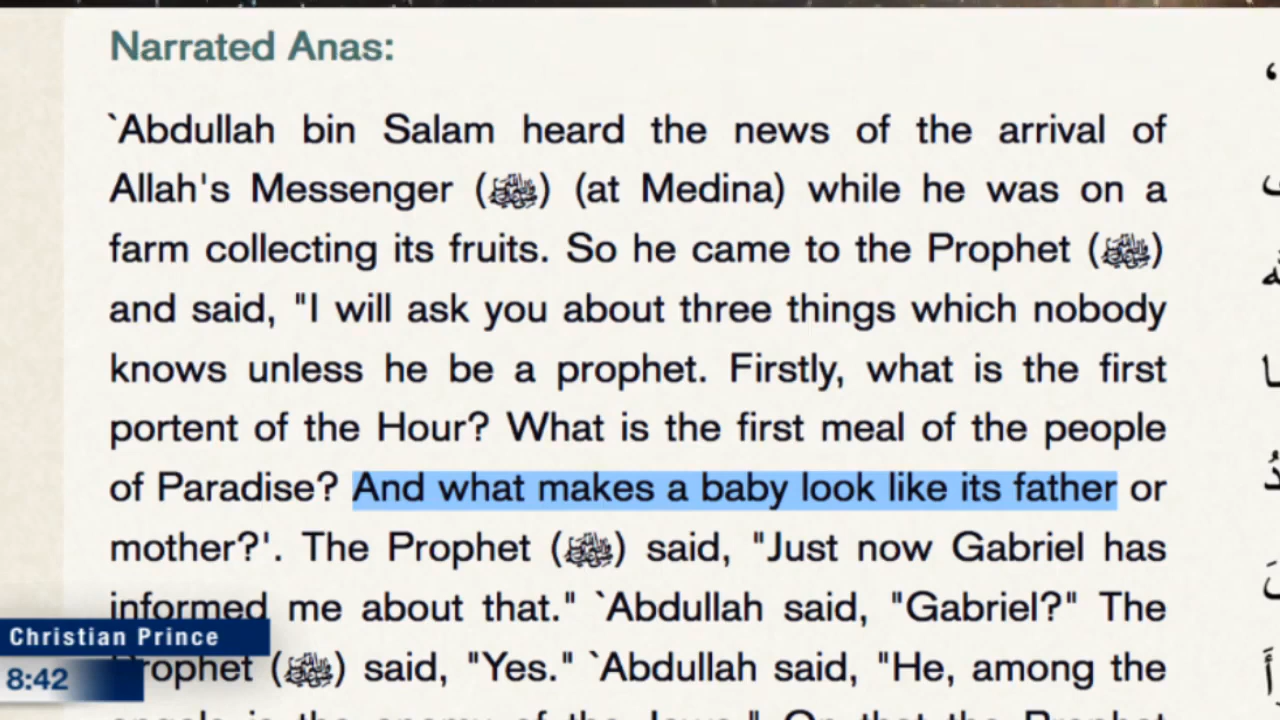 Narrated Anas:
`Abdullah bin Salam heard the news of the arrival of
Allah's Messenger (ﷺ) (at Medina) while he was on a
farm collecting its fruits. So he came to the Prophet (ﷺ)
and said, "I will ask you about three things which nobody
knows unless he be a prophet. Firstly, what is the first
portent of the Hour? What is the first meal of the people
of Paradise? And what makes a baby look like its father or
mother?'. The Prophet (ﷺ) said, "Just now Gabriel has
informed me about that." `Abdullah said, "Gabriel?" The
Prophet (ﷺ) said, "Yes." `Abdullah said, "He, among the
Christian Prince
8:42